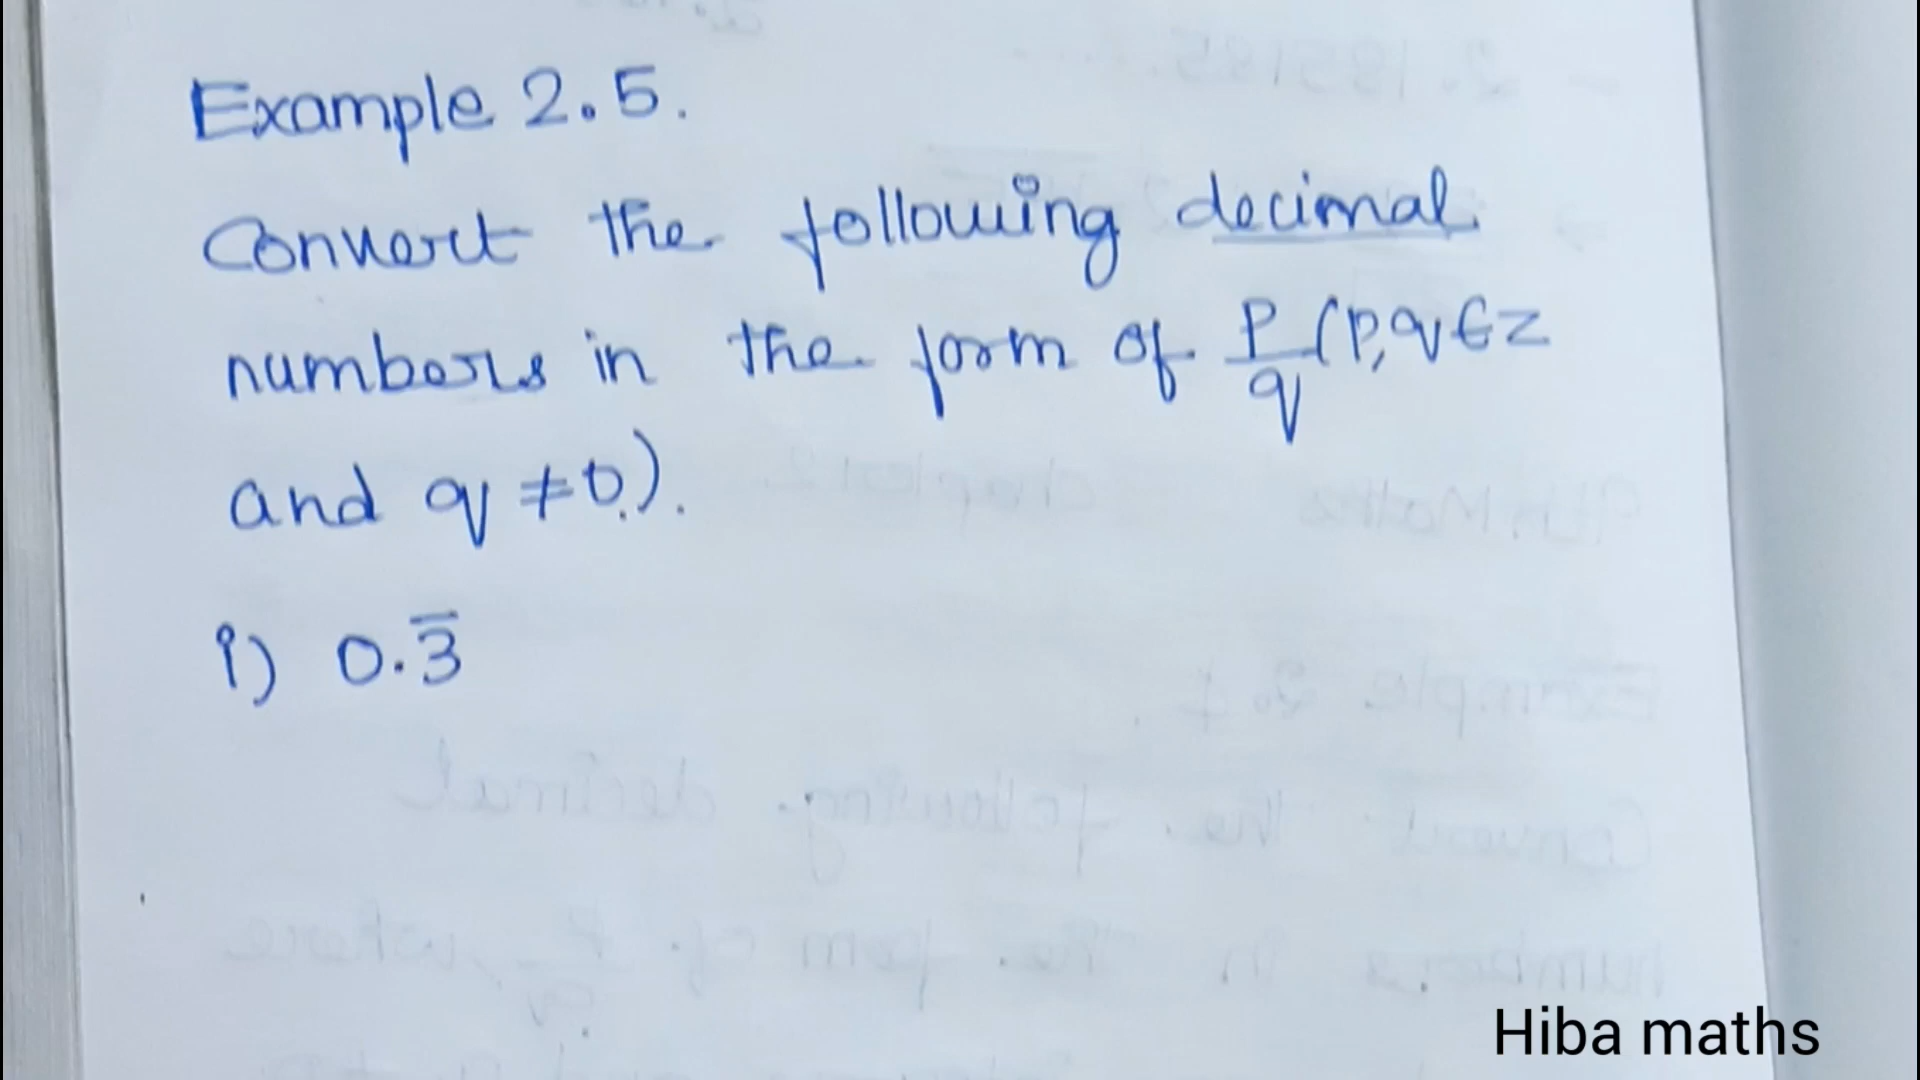 Example 2.5.
Convert the following decimal
numbers in the form of P/q (P, q ∈ Z
and q ≠ 0).
i) 0.3̅
Hiba maths